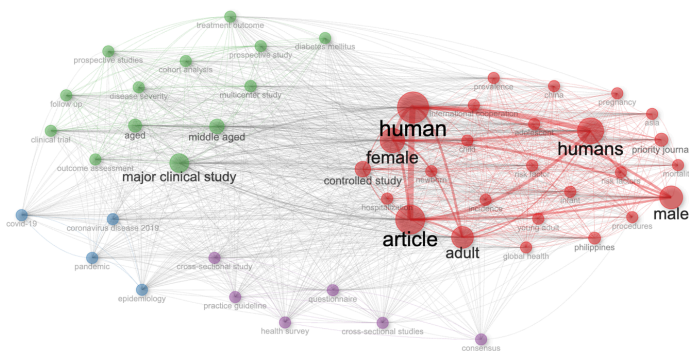 treatment outcome
prospective studies
prospective study
diabetes mellitus
cohort analysis
follow up
disease severity
multicenter study
prevalence
china
pregnancy
human
international cooperation
asia
clinical trial
aged
middle aged
adolescent
humans
priority journal
female
child
outcome assessment
major clinical study
controlled study
newborn
risk factor
risk factors
mortality
hospitalization
incidence
infant
male
covid-19
coronavirus disease 2019
article
adult
young adult
procedures
philippines
global health
pandemic
cross-sectional study
epidemiology
practice guideline
questionnaire
health survey
cross-sectional studies
consensus